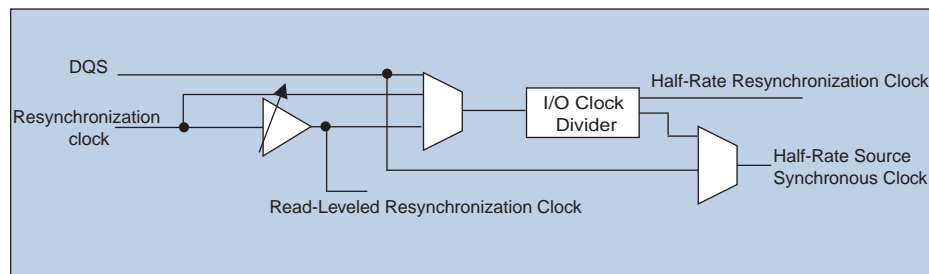 DQS
Resynchronization
clock
Read-Leveled Resynchronization Clock
I/O Clock
Divider
Half-Rate Resynchronization Clock
Half-Rate Source
Synchronous Clock